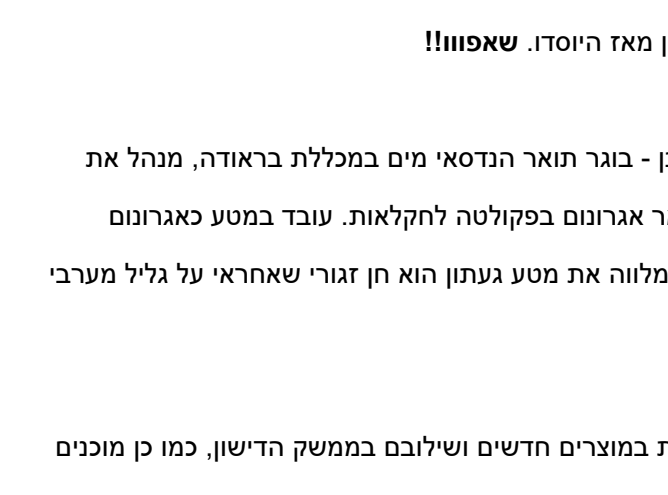 מאז היוסדו. שאפווו!!
- בוגר תואר הנדסאי מים במכללת בראודה, מנהל את
אגרונום בפקולטה לחקלאות. עובד במטע כאגרונום
מלווה את מטע געתון הוא חן זגורי שאחראי על גליל מערבי
במוצרים חדשים ושילובם בממשק הדישון, כמו כן מוכנים